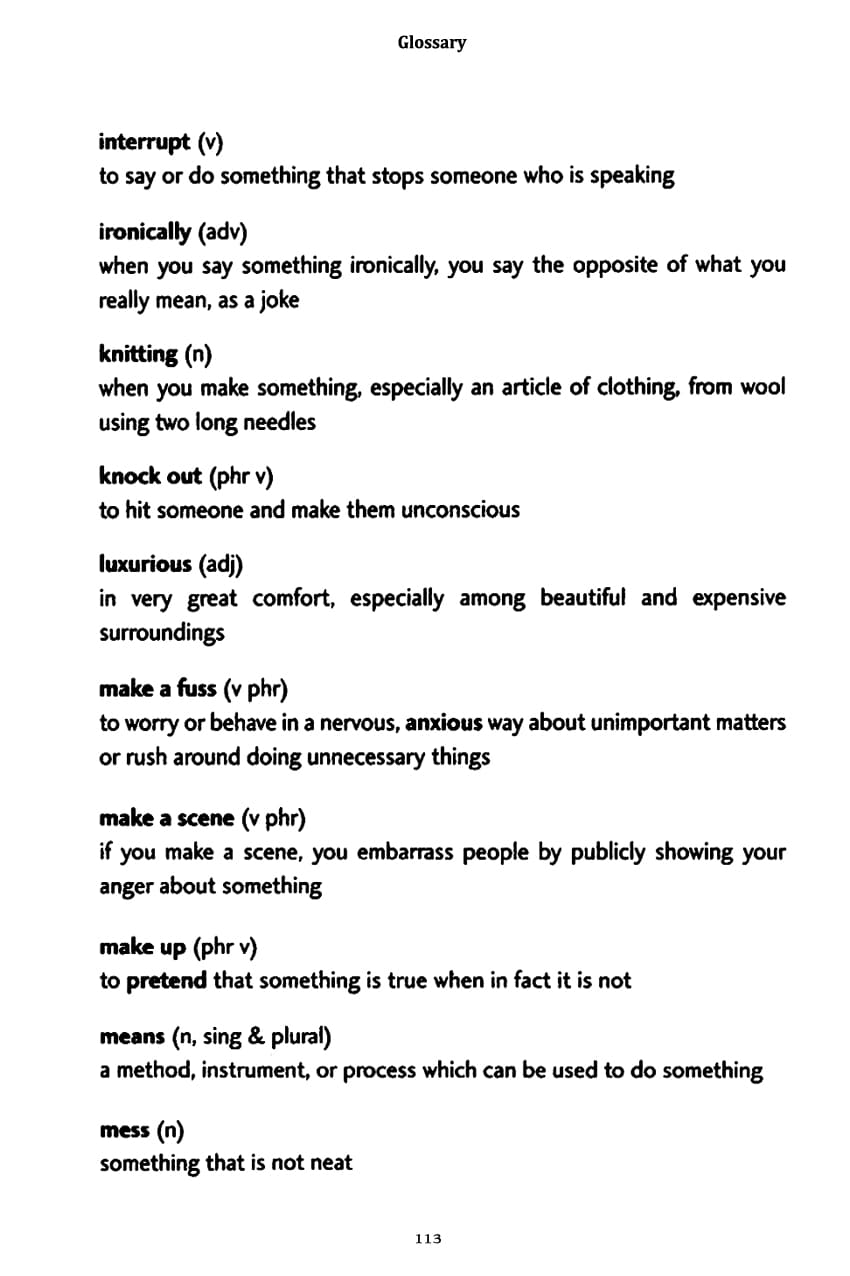 Glossary
interrupt (v)
to say or do something that stops someone who is speaking
ironically (adv)
when you say something ironically, you say the opposite of what you
really mean, as a joke
knitting (n)
when you make something, especially an article of clothing, from wool
using two long needles
knock out (phr v)
to hit someone and make them unconscious
luxurious (adj)
in very great comfort, especially among beautiful and expensive
surroundings
make a fuss (v phr)
to worry or behave in a nervous, anxious way about unimportant matters
or rush around doing unnecessary things
make a scene (v phr)
if you make a scene, you embarrass people by publicly showing your
anger about something
make up (phr v)
to pretend that something is true when in fact it is not
means (n, sing & plural)
a method, instrument, or process which can be used to do something
mess (n)
something that is not neat
113